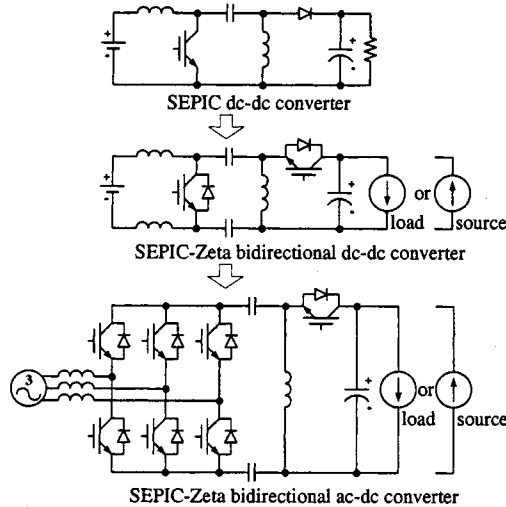 +
-
+
-
SEPIC dc-dc converter
+
-
+
-
or
load source
SEPIC-Zeta bidirectional dc-dc converter
3
+
-
or
load source
SEPIC-Zeta bidirectional ac-dc converter